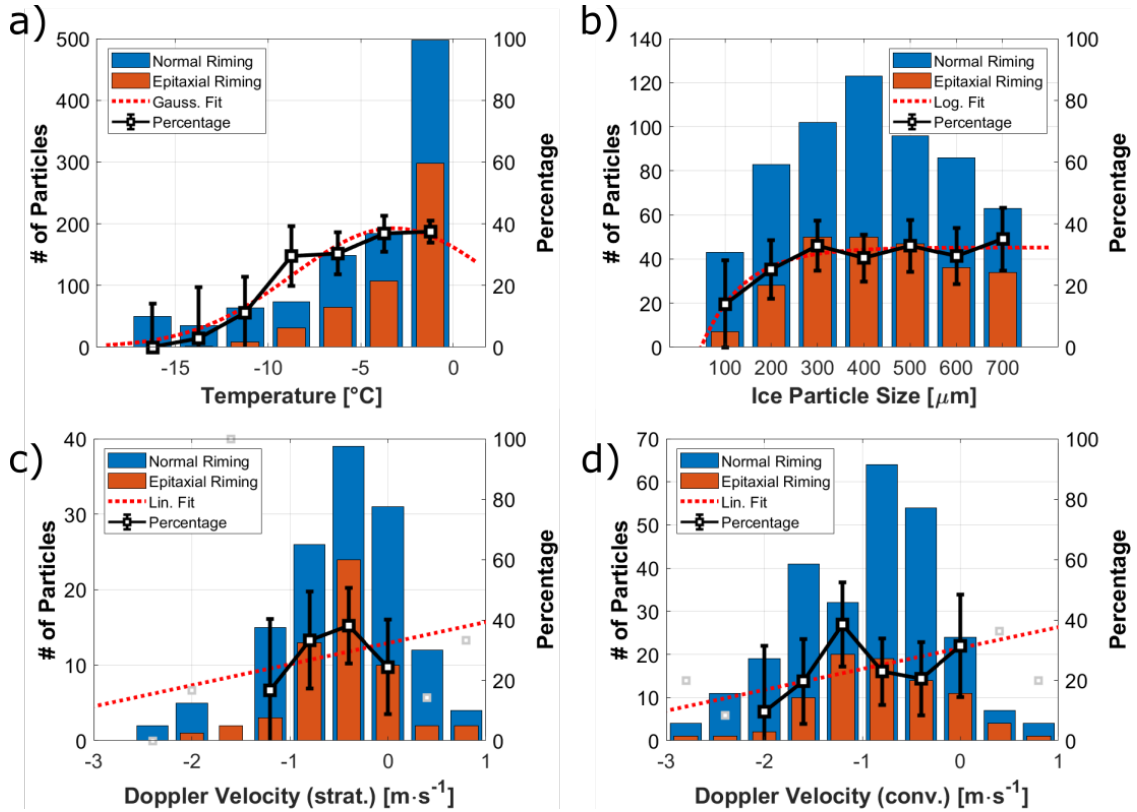 a)
500
400
300
200
100
0
# of Particles
Normal Riming
Epitaxial Riming
Gauss. Fit
Percentage
100
80
60
40
20
0
Percentage
-15 -10 -5 0
Temperature [°C]
b)
140
120
100
80
60
40
20
0
# of Particles
Normal Riming
Epitaxial Riming
Log. Fit
Percentage
100
80
60
40
20
0
Percentage
100 200 300 400 500 600 700
Ice Particle Size [μm]
c)
40
30
20
10
0
# of Particles
Normal Riming
Epitaxial Riming
Lin. Fit
Percentage
100
80
60
40
20
0
Percentage
-3 -2 -1 0 1
Doppler Velocity (strat.) [m·s-1]
d)
70
60
50
40
30
20
10
0
# of Particles
Normal Riming
Epitaxial Riming
Lin. Fit
Percentage
100
80
60
40
20
0
Percentage
-3 -2 -1 0 1
Doppler Velocity (conv.) [m·s-1]